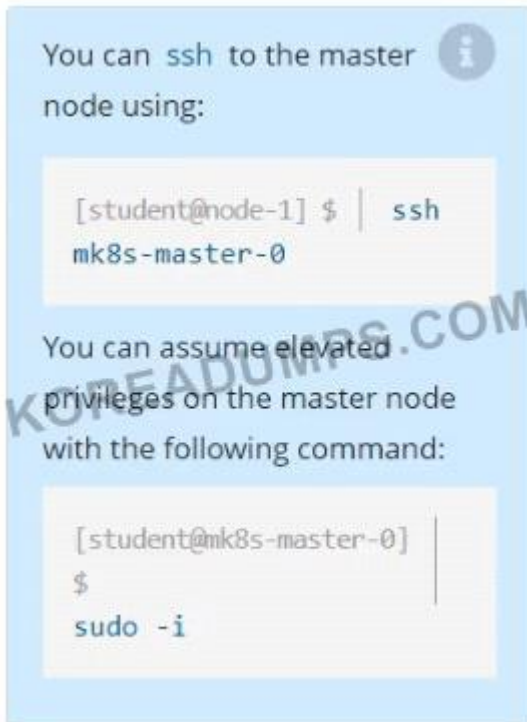 You can ssh to the master
node using:
[student@node-1] $ | ssh
mk8s-master-0
KOREADUMPS.COM
You can assume elevated
privileges on the master node
with the following command:
[student@mk8s-master-0]
$
sudo -i